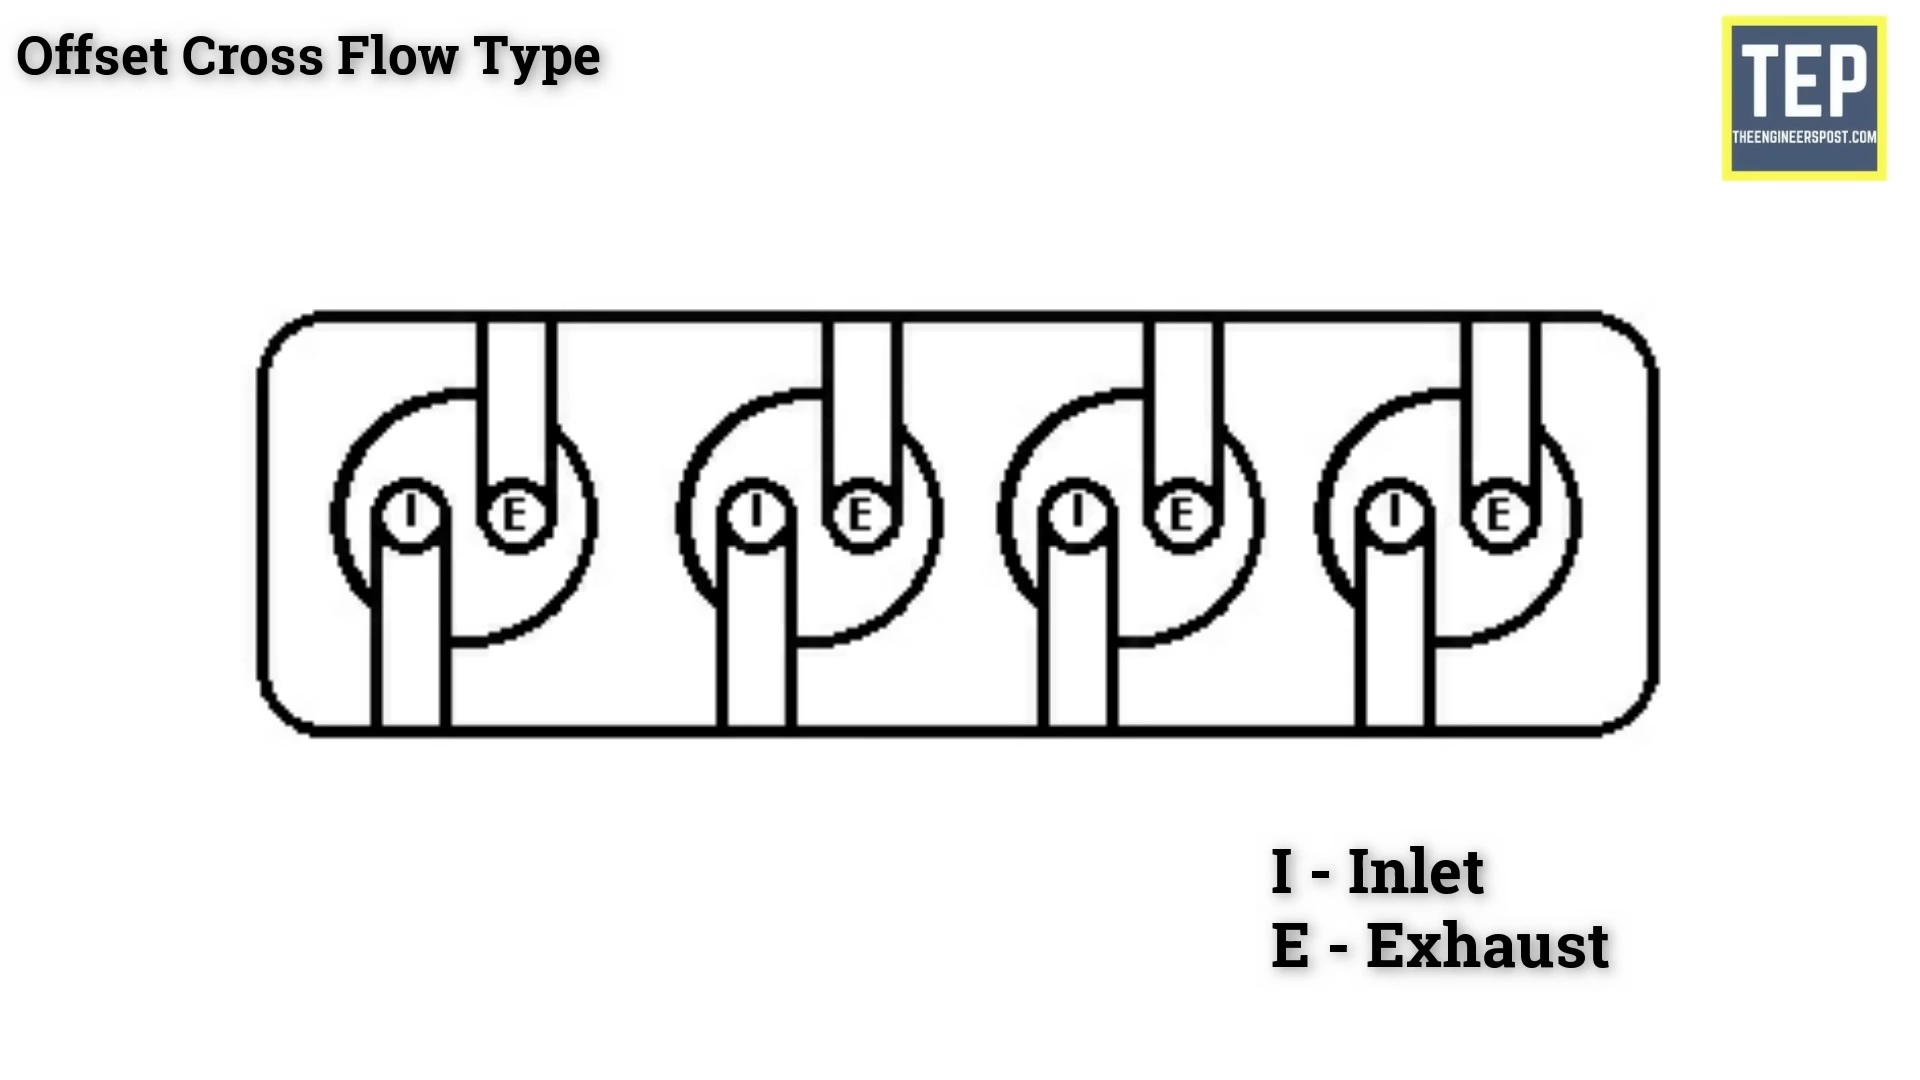 Offset Cross Flow Type
TEP
THEENGINEERSPOST.COM
I E I E I E I E
I - Inlet
E - Exhaust